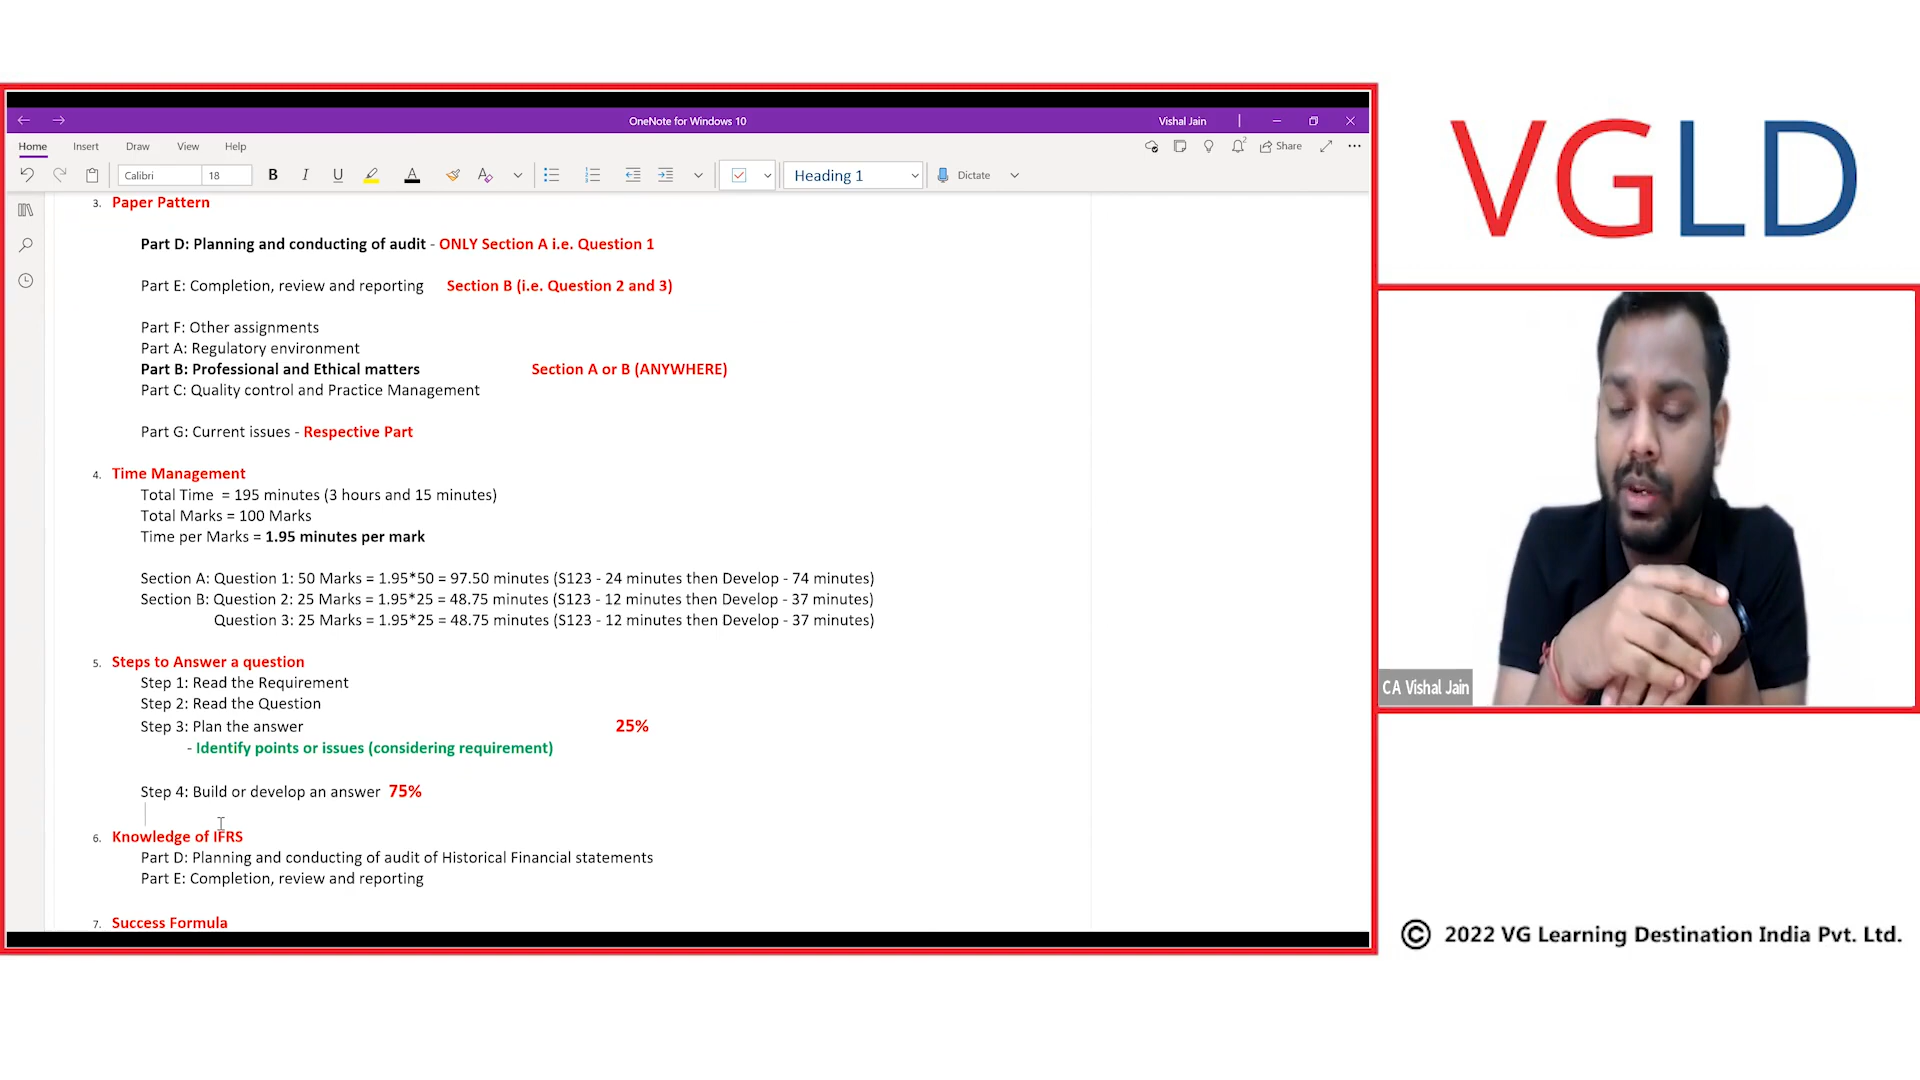 OneNote for Windows 10
Vishal Jain
Home Insert Draw View Help
Share
Calibri 18 B I U A Heading 1 Dictate
3. Paper Pattern
Part D: Planning and conducting of audit - ONLY Section A i.e. Question 1
Part E: Completion, review and reporting Section B (i.e. Question 2 and 3)
Part F: Other assignments
Part A: Regulatory environment
Part B: Professional and Ethical matters Section A or B (ANYWHERE)
Part C: Quality control and Practice Management
Part G: Current issues - Respective Part
4. Time Management
Total Time = 195 minutes (3 hours and 15 minutes)
Total Marks = 100 Marks
Time per Marks = 1.95 minutes per mark
Section A: Question 1: 50 Marks = 1.95*50 = 97.50 minutes (S123 - 24 minutes then Develop - 74 minutes)
Section B: Question 2: 25 Marks = 1.95*25 = 48.75 minutes (S123 - 12 minutes then Develop - 37 minutes)
Question 3: 25 Marks = 1.95*25 = 48.75 minutes (S123 - 12 minutes then Develop - 37 minutes)
5. Steps to Answer a question
Step 1: Read the Requirement
Step 2: Read the Question
Step 3: Plan the answer 25%
- Identify points or issues (considering requirement)
Step 4: Build or develop an answer 75%
6. Knowledge of IFRS
Part D: Planning and conducting of audit of Historical Financial statements
Part E: Completion, review and reporting
7. Success Formula
VGLD
CA Vishal Jain
© 2022 VG Learning Destination India Pvt. Ltd.